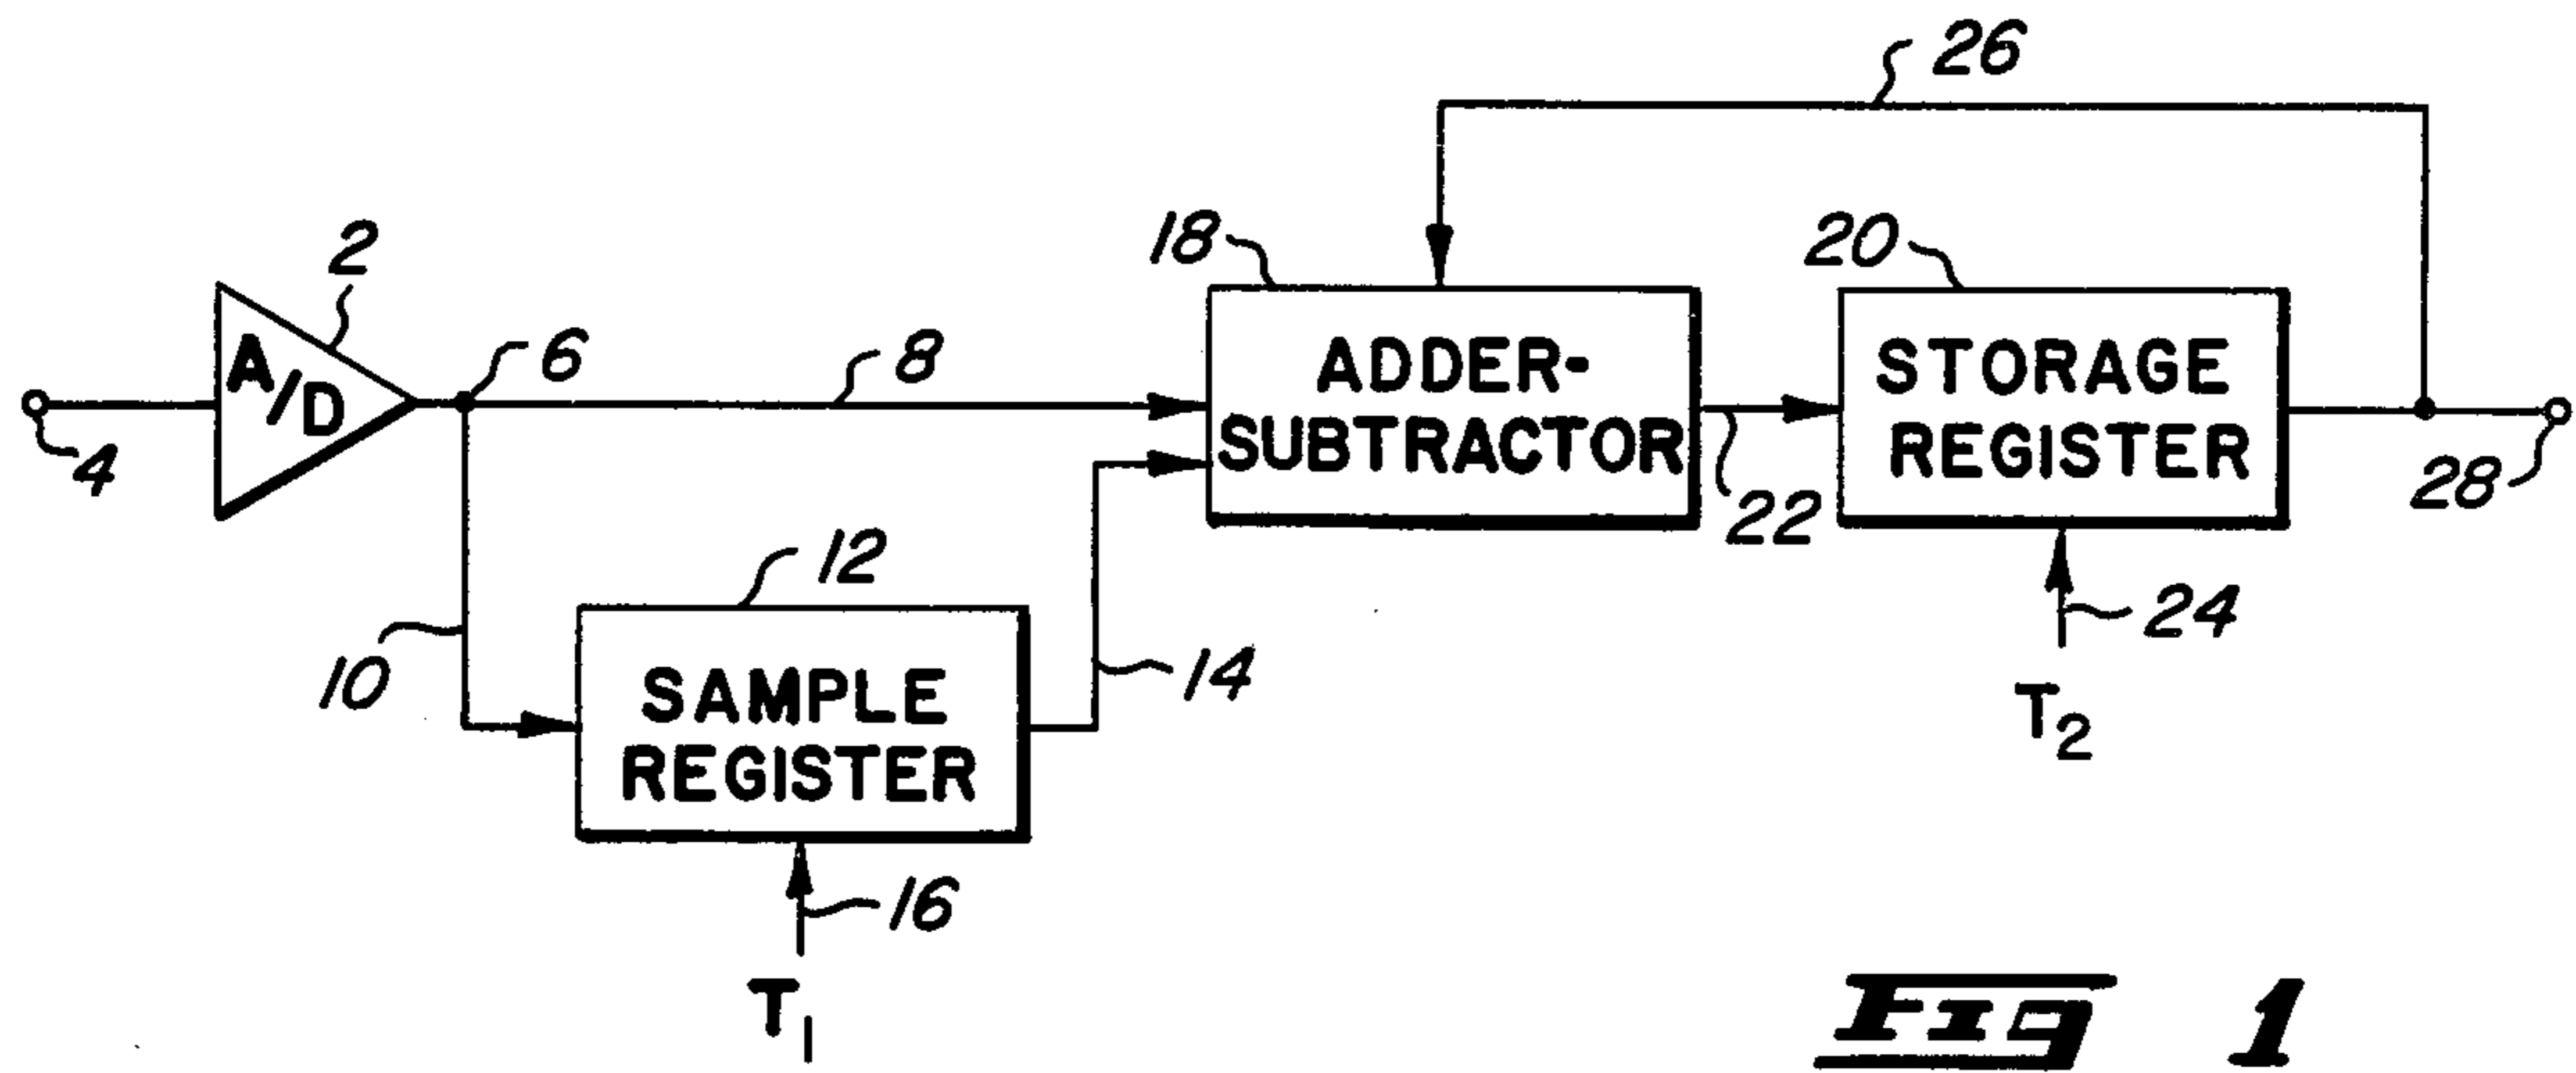 26
18
20
2
A/D
6
8
4
ADDER-
SUBTRACTOR
STORAGE
REGISTER
22
28
12
10
SAMPLE
REGISTER
14
24
T2
16
T1
Fig 1